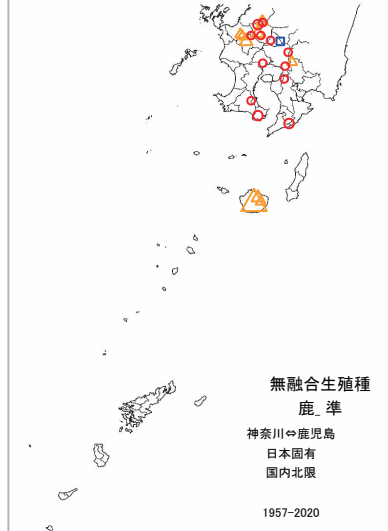 無融合生殖種
鹿_ 準
神奈川⇔鹿児島
日本固有
国内北限
1957-2020